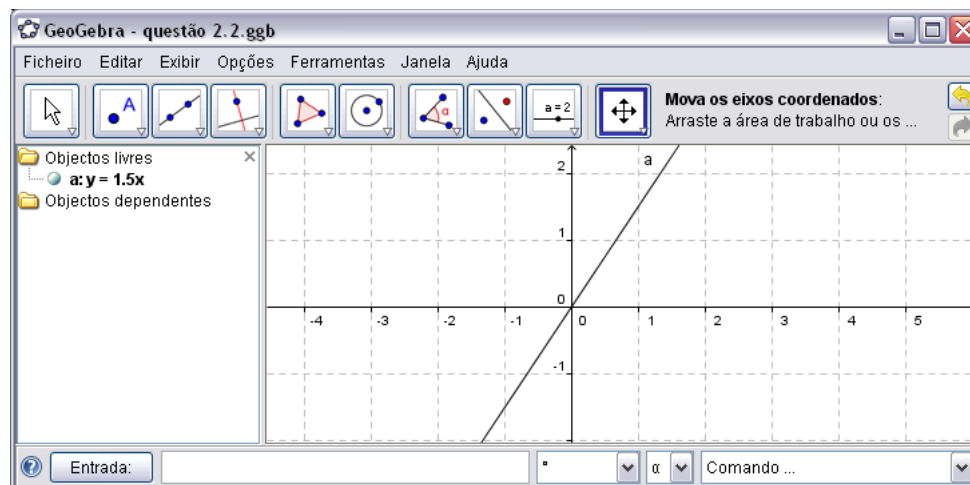 GeoGebra - questão 2.2.ggb
Ficheiro Editar Exibir Opções Ferramentas Janela Ajuda
A
α
a = 2
Mova os eixos coordenados:
Arraste a área de trabalho ou os ...
Objectos livres
a: y = 1.5x
Objectos dependentes
a
2
1
0
-4 -3 -2 -1 0 1 2 3 4 5
-1
Entrada:
° α Comando ...